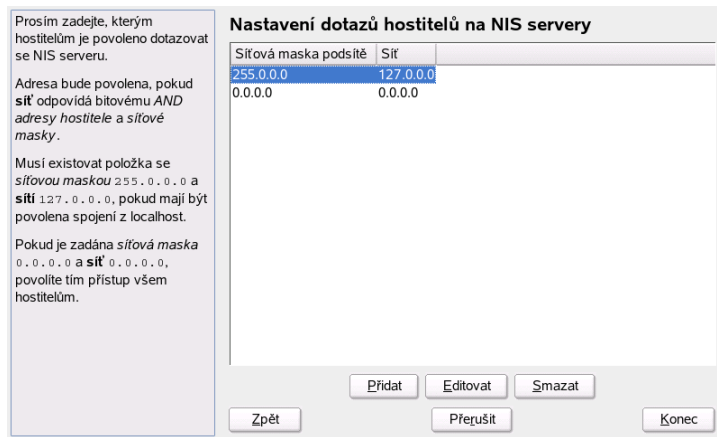 Prosím zadejte, kterým
hostitelům je povoleno dotazovat
se NIS serveru.
Adresa bude povolena, pokud
síť odpovídá bitovému AND
adresy hostitele a síťové
masky.
Musí existovat položka se
síťovou maskou 255.0.0.0 a
sítí 127.0.0.0, pokud mají být
povolena spojení z localhost.
Pokud je zadána síťová maska
0.0.0.0 a síť 0.0.0.0,
povolíte tím přístup všem
hostitelům.
Nastavení dotazů hostitelů na NIS servery
Síťová maska podsítě Síť
255.0.0.0 127.0.0.0
0.0.0.0 0.0.0.0
Přidat Editovat Smazat
Zpět Přerušit Konec